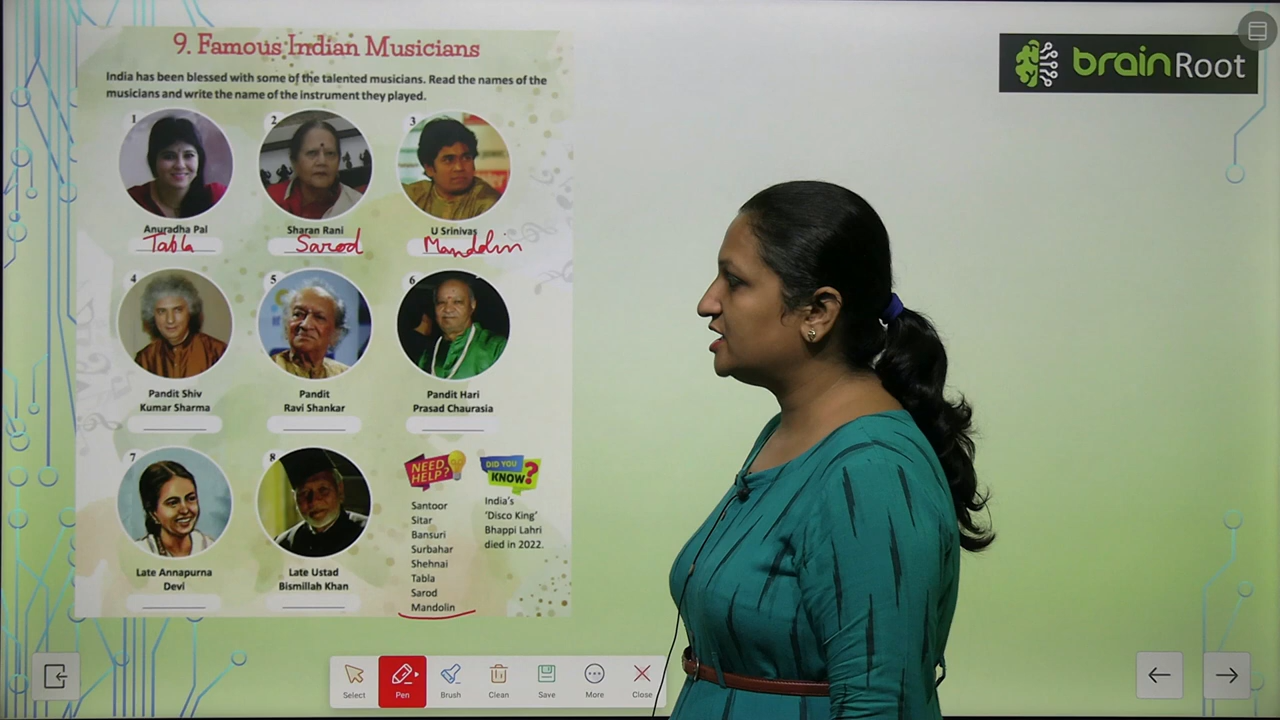 brainRoot
9. Famous Indian Musicians
India has been blessed with some of the talented musicians. Read the names of the
musicians and write the name of the instrument they played.
1
2
3
Anuradha Pal
Sharan Rani
U Srinivas
Tabla
Sarod
Mandolin
4
5
6
Pandit Shiv
Kumar Sharma
Pandit
Ravi Shankar
Pandit Hari
Prasad Chaurasia
7
8
Late Annapurna
Devi
Late Ustad
Bismillah Khan
NEED
HELP?
Santoor
Sitar
Bansuri
Surbahar
Shehnai
Tabla
Sarod
Mandolin
DID YOU
KNOW?
India's
'Disco King'
Bhappi Lahri
died in 2022.
Select
Pen
Brush
Clean
Save
More
Close